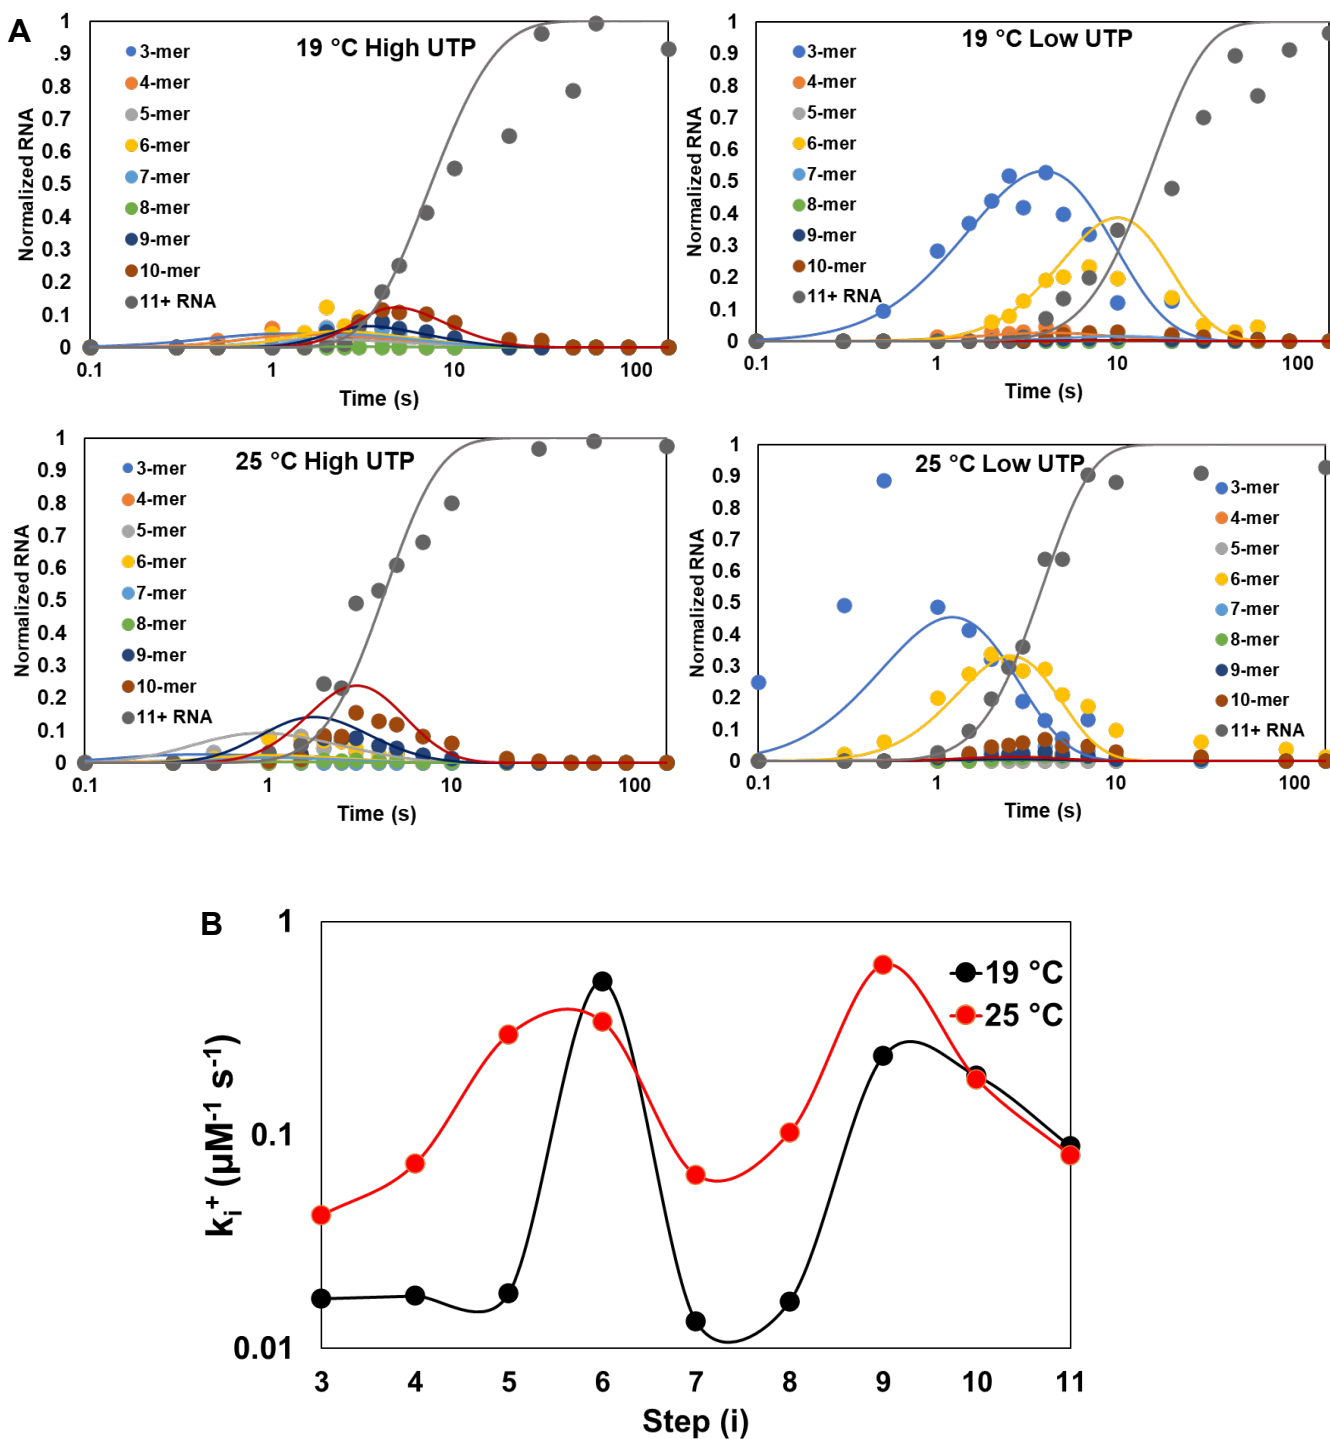 A
19 °C High UTP
Normalized RNA
1
.9
0.8
0.7
0.6
0.5
0.4
0.3
0.2
0.1
0
3-mer
4-mer
5-mer
6-mer
7-mer
8-mer
9-mer
10-mer
11+ RNA
0.1 1 10 100
Time (s)
19 °C Low UTP
Normalized RNA
1
0.9
0.8
0.7
0.6
0.5
0.4
0.3
0.2
0.1
0
3-mer
4-mer
5-mer
6-mer
7-mer
8-mer
9-mer
10-mer
11+ RNA
0.1 1 10 100
Time (s)
25 °C High UTP
Normalized RNA
1
0.9
0.8
0.7
0.6
0.5
0.4
0.3
0.2
0.1
0
3-mer
4-mer
5-mer
6-mer
7-mer
8-mer
9-mer
10-mer
11+ RNA
0.1 1 10 100
Time (s)
25 °C Low UTP
Normalized RNA
1
0.9
0.8
0.7
0.6
0.5
0.4
0.3
0.2
0.1
0
3-mer
4-mer
5-mer
6-mer
7-mer
8-mer
9-mer
10-mer
11+ RNA
0.1 1 10 100
Time (s)
B
kᵢ⁺ (µM⁻¹ s⁻¹)
1
0.1
0.01
19 °C
25 °C
3 4 5 6 7 8 9 10 11
Step (i)